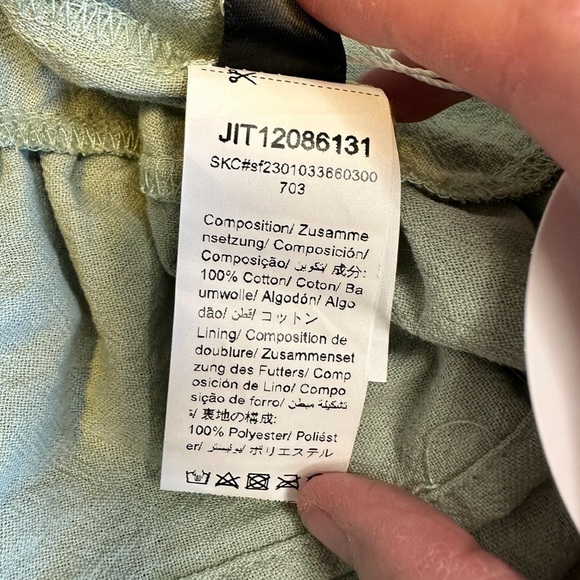 JIT12086131
SKC#sf2301033660300
703
Composition/ Zusamme
nsetzung/ Composición/
Composição/ تكوين/ 成分:
100% Cotton/ Coton/ Ba
umwolle/ Algodón/ Algo
dão/ قطن/ コットン
Lining/ Composition de
doublure/ Zusammenset
zung des Futters/ Comp
osición de Lino/ Compo
sição de forro/ تشكيلة مبطن
/ 裏地の構成:
100% Polyester/ Poliést
er/ بوليستر/ ポリエステル